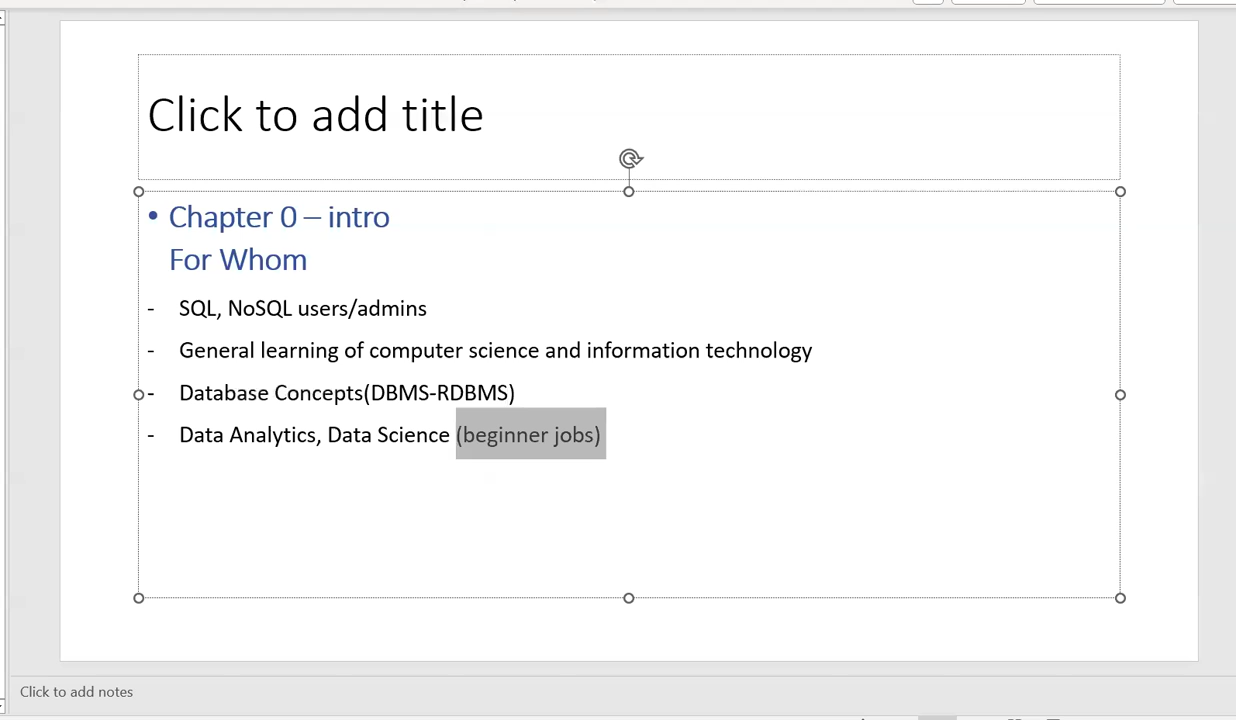 Click to add title
• Chapter 0 – intro
For Whom
- SQL, NoSQL users/admins
- General learning of computer science and information technology
- Database Concepts(DBMS-RDBMS)
- Data Analytics, Data Science (beginner jobs)
Click to add notes